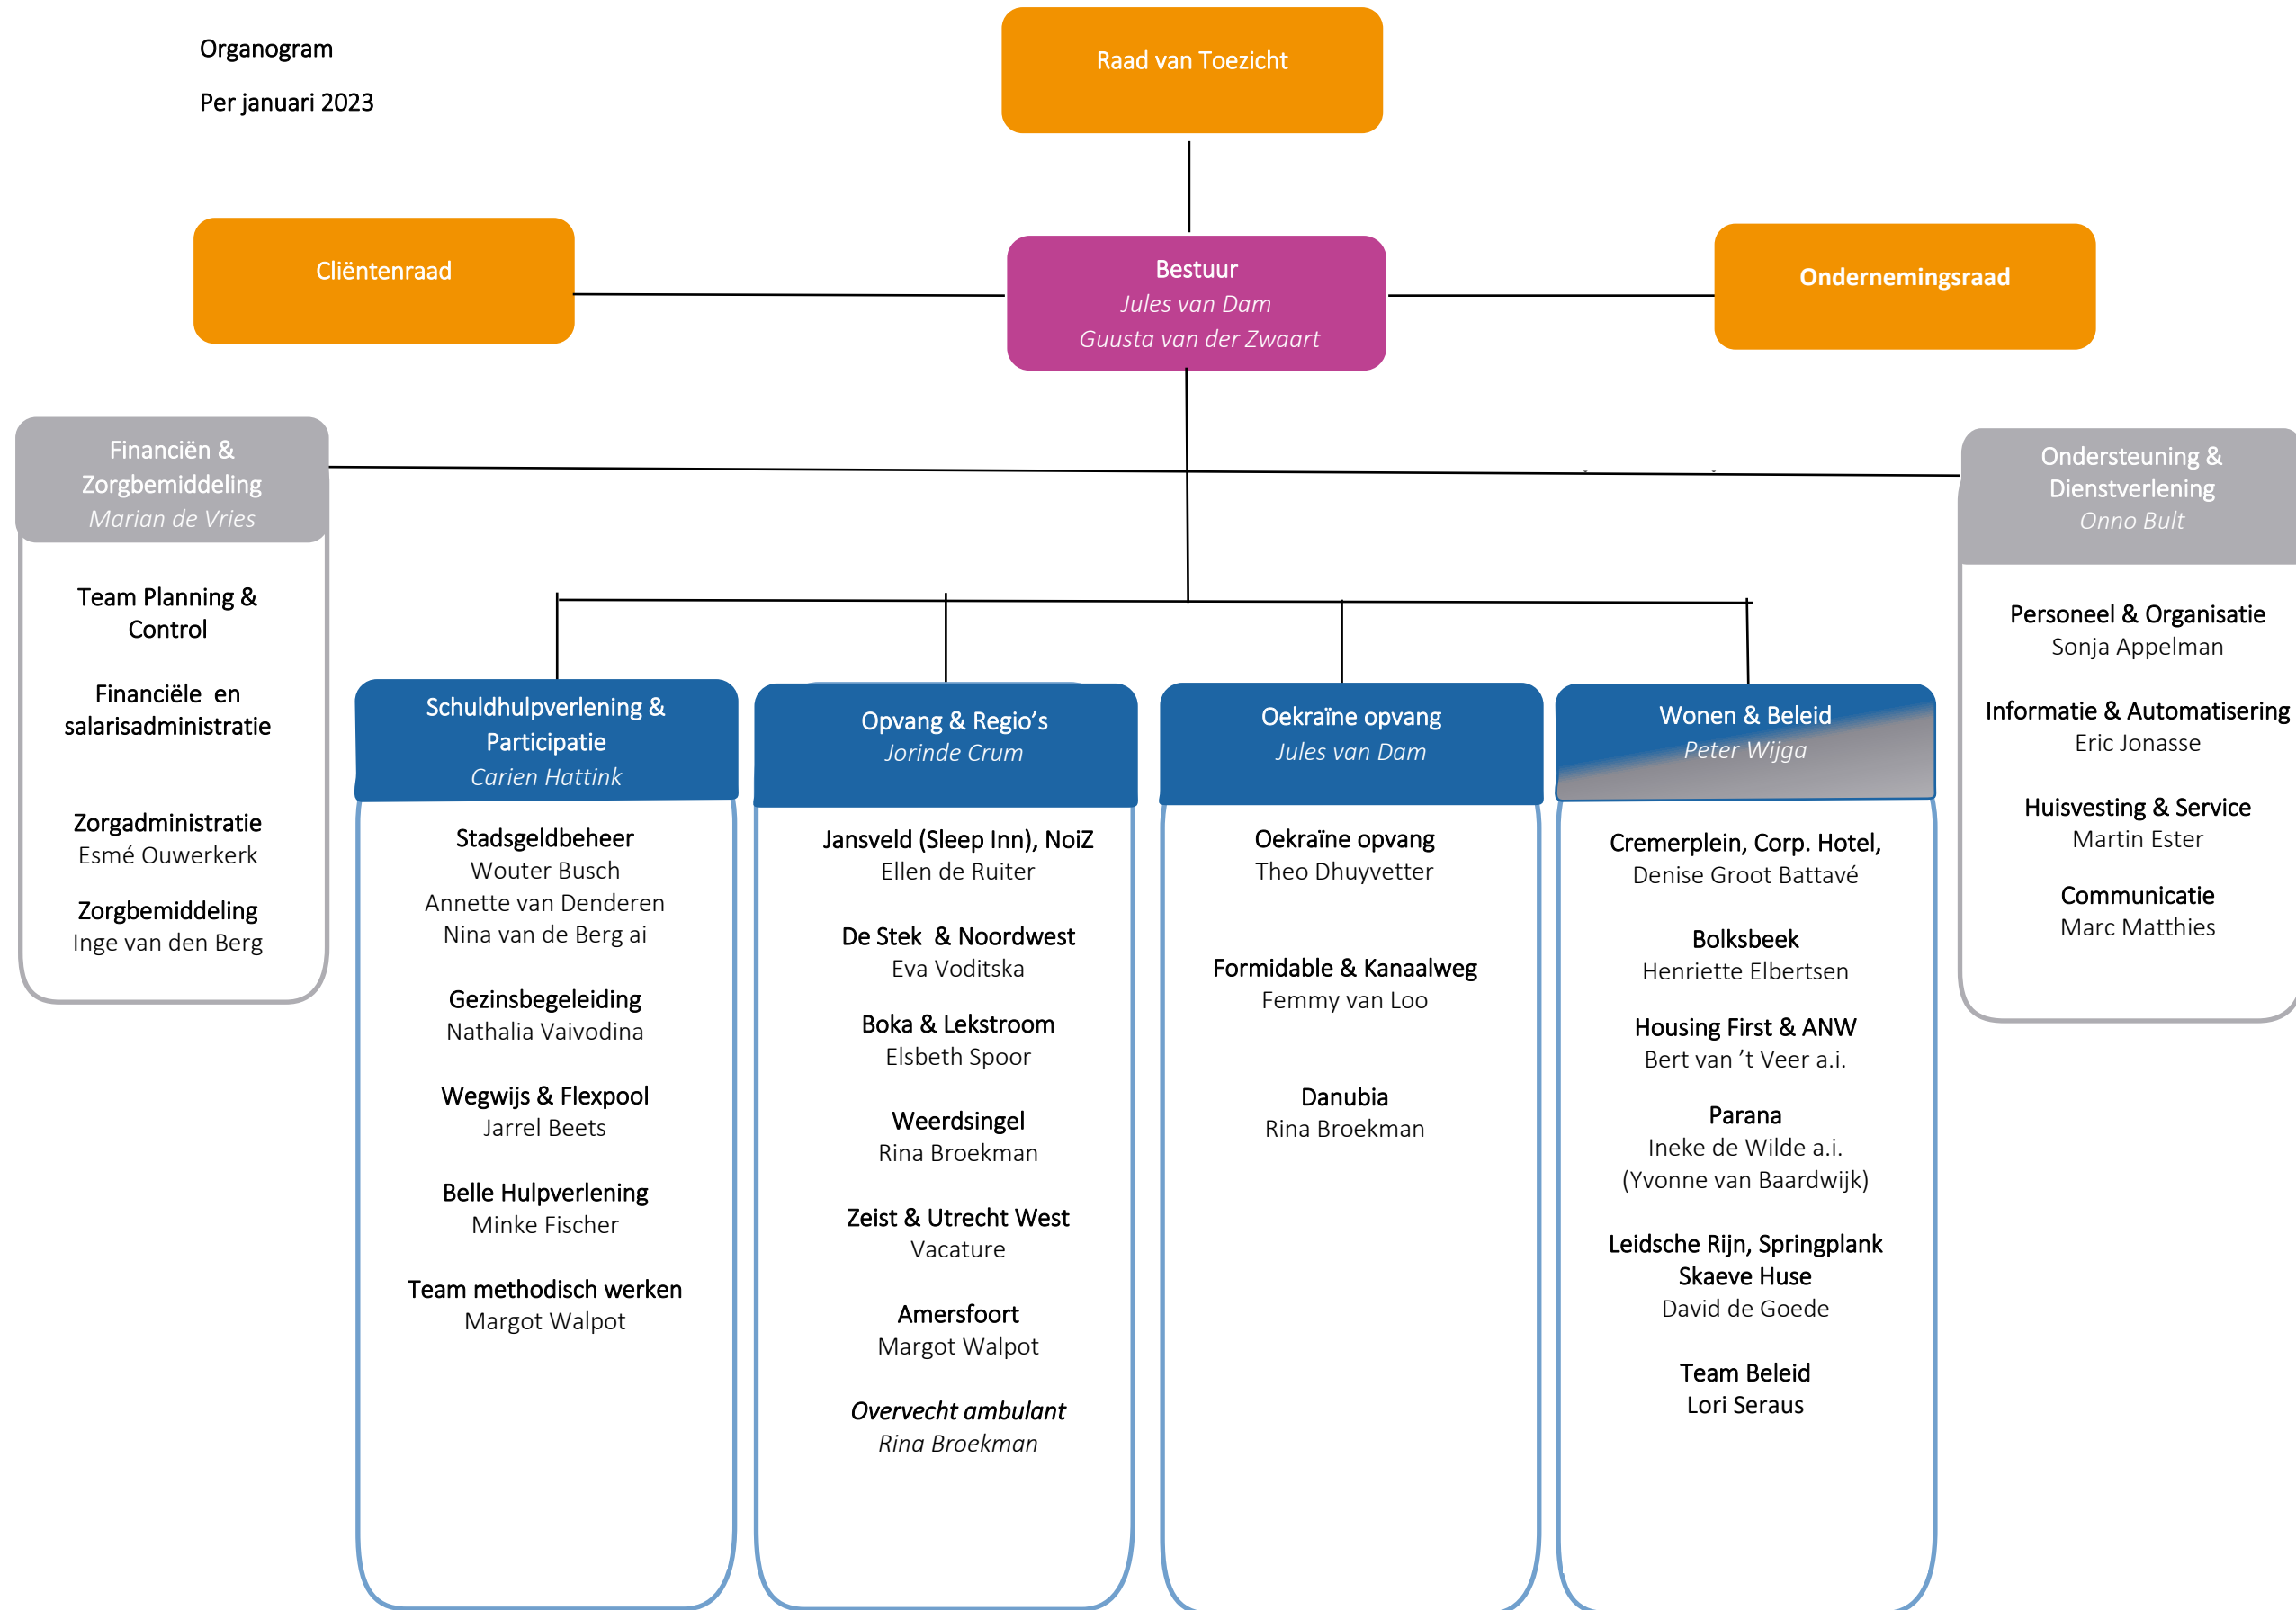 Organogram
Per januari 2023
Raad van Toezicht
Cliëntenraad
Bestuur
Jules van Dam
Guusta van der Zwaart
Ondernemingsraad
Financiën &
Zorgbemiddeling
Marian de Vries
Team Planning &
Control
Financiële en
salarisadministratie
Zorgadministratie
Esmé Ouwerkerk
Zorgbemiddeling
Inge van den Berg
Schuldhulpverlening &
Participatie
Carien Hattink
Stadsgeldbeheer
Wouter Busch
Annette van Denderen
Nina van de Berg ai
Gezinsbegeleiding
Nathalia Vaivodina
Wegwijs & Flexpool
Jarrel Beets
Belle Hulpverlening
Minke Fischer
Team methodisch werken
Margot Walpot
Opvang & Regio’s
Jorinde Crum
Jansveld (Sleep Inn), NoiZ
Ellen de Ruiter
De Stek & Noordwest
Eva Voditska
Boka & Lekstroom
Elsbeth Spoor
Weerdsingel
Rina Broekman
Zeist & Utrecht West
Vacature
Amersfoort
Margot Walpot
Overvecht ambulant
Rina Broekman
Oekraïne opvang
Jules van Dam
Oekraïne opvang
Theo Dhuyvetter
Formidable & Kanaalweg
Femmy van Loo
Danubia
Rina Broekman
Wonen & Beleid
Peter Wijga
Cremerplein, Corp. Hotel,
Denise Groot Battavé
Bolksbeek
Henriette Elbertsen
Housing First & ANW
Bert van ’t Veer a.i.
Parana
Ineke de Wilde a.i.
(Yvonne van Baardwijk)
Leidsche Rijn, Springplank
Skaeve Huse
David de Goede
Team Beleid
Lori Seraus
Ondersteuning &
Dienstverlening
Onno Bult
Personeel & Organisatie
Sonja Appelman
Informatie & Automatisering
Eric Jonasse
Huisvesting & Service
Martin Ester
Communicatie
Marc Matthies